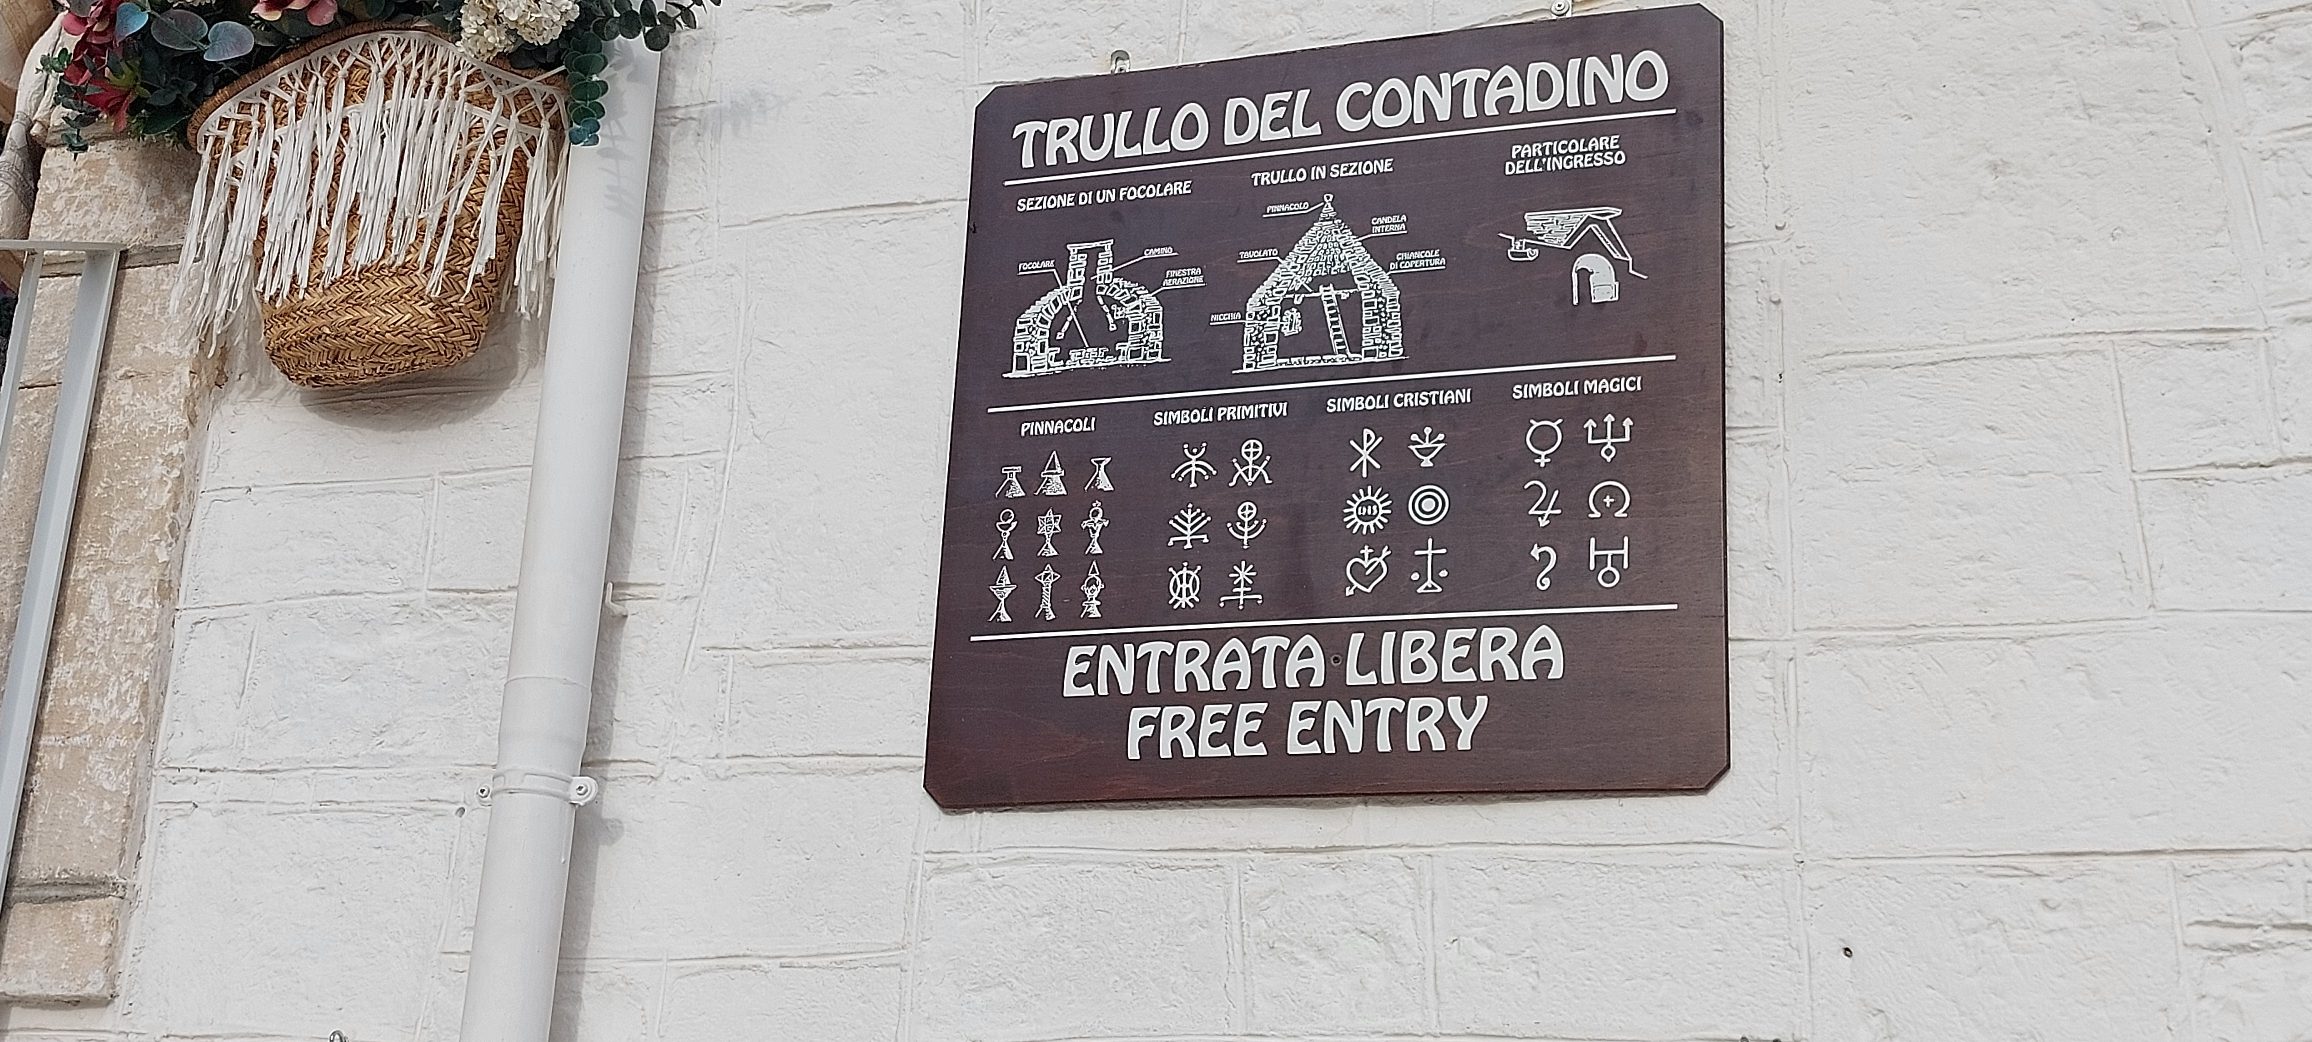 TRULLO DEL CONTADINO
SEZIONE DI UN FOCOLARE
TRULLO IN SEZIONE
PARTICOLARE
DELL'INGRESSO
FOCOLARE
CAMINO
FINESTRA
AERAZIONE
PINNACOLO
CANDELA
INTERNA
TAVOLATO
CHIANCOLE
DI COPERTURA
NICCHIA
PINNACOLI
SIMBOLI PRIMITIVI
SIMBOLI CRISTIANI
SIMBOLI MAGICI
IHS
ENTRATA LIBERA
FREE ENTRY